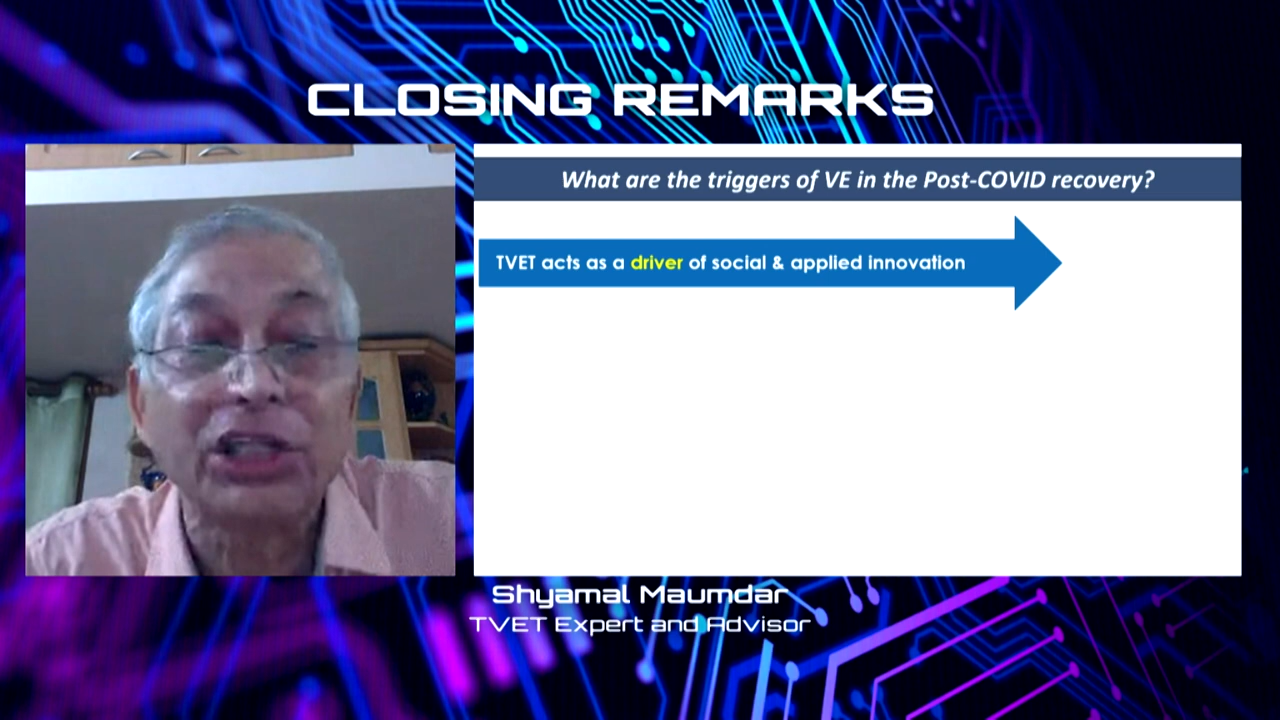 CLOSING REMARKS
What are the triggers of VE in the Post-COVID recovery?
TVET acts as a driver of social & applied innovation
Shyamal Maumdar
TVET Expert and Advisor